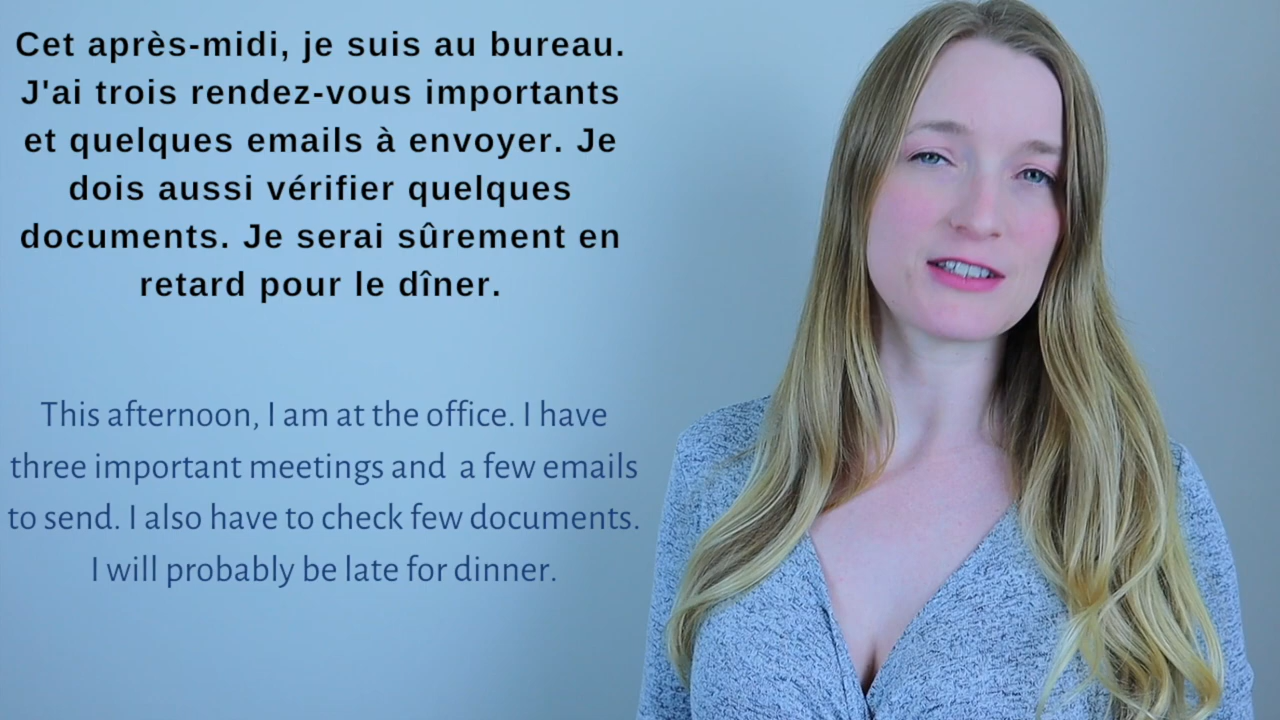 Cet après-midi, je suis au bureau.
J'ai trois rendez-vous importants
et quelques emails à envoyer. Je
dois aussi vérifier quelques
documents. Je serai sûrement en
retard pour le dîner.
This afternoon, I am at the office. I have
three important meetings and a few emails
to send. I also have to check few documents.
I will probably be late for dinner.